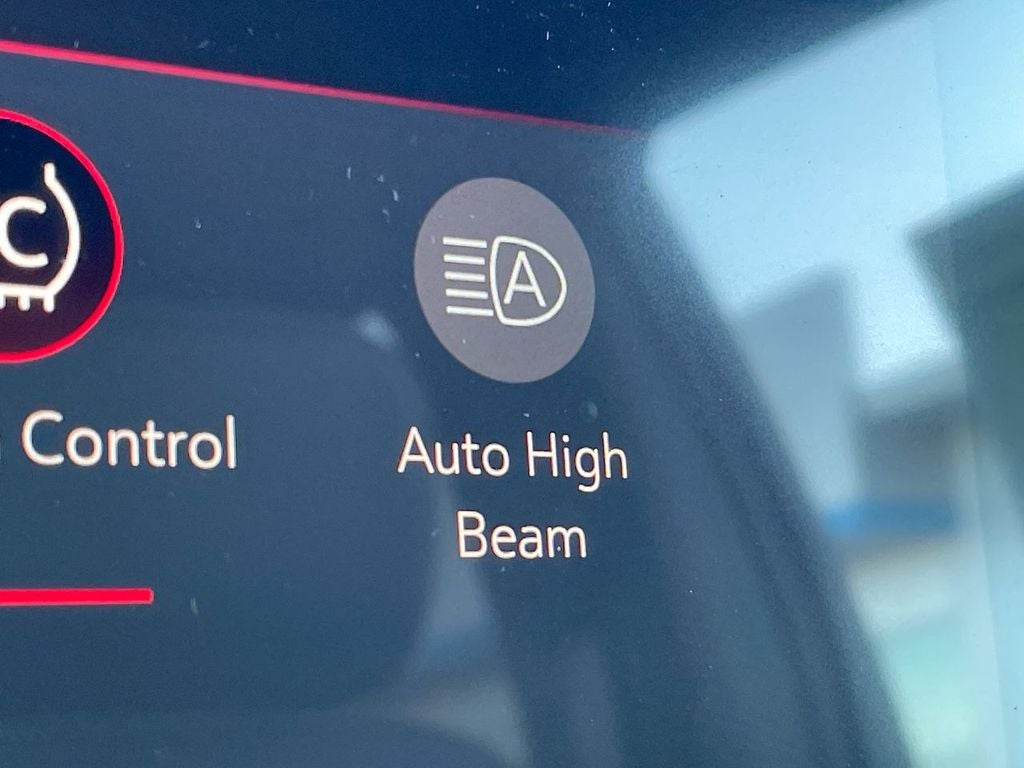 C
A
Control
Auto High
Beam